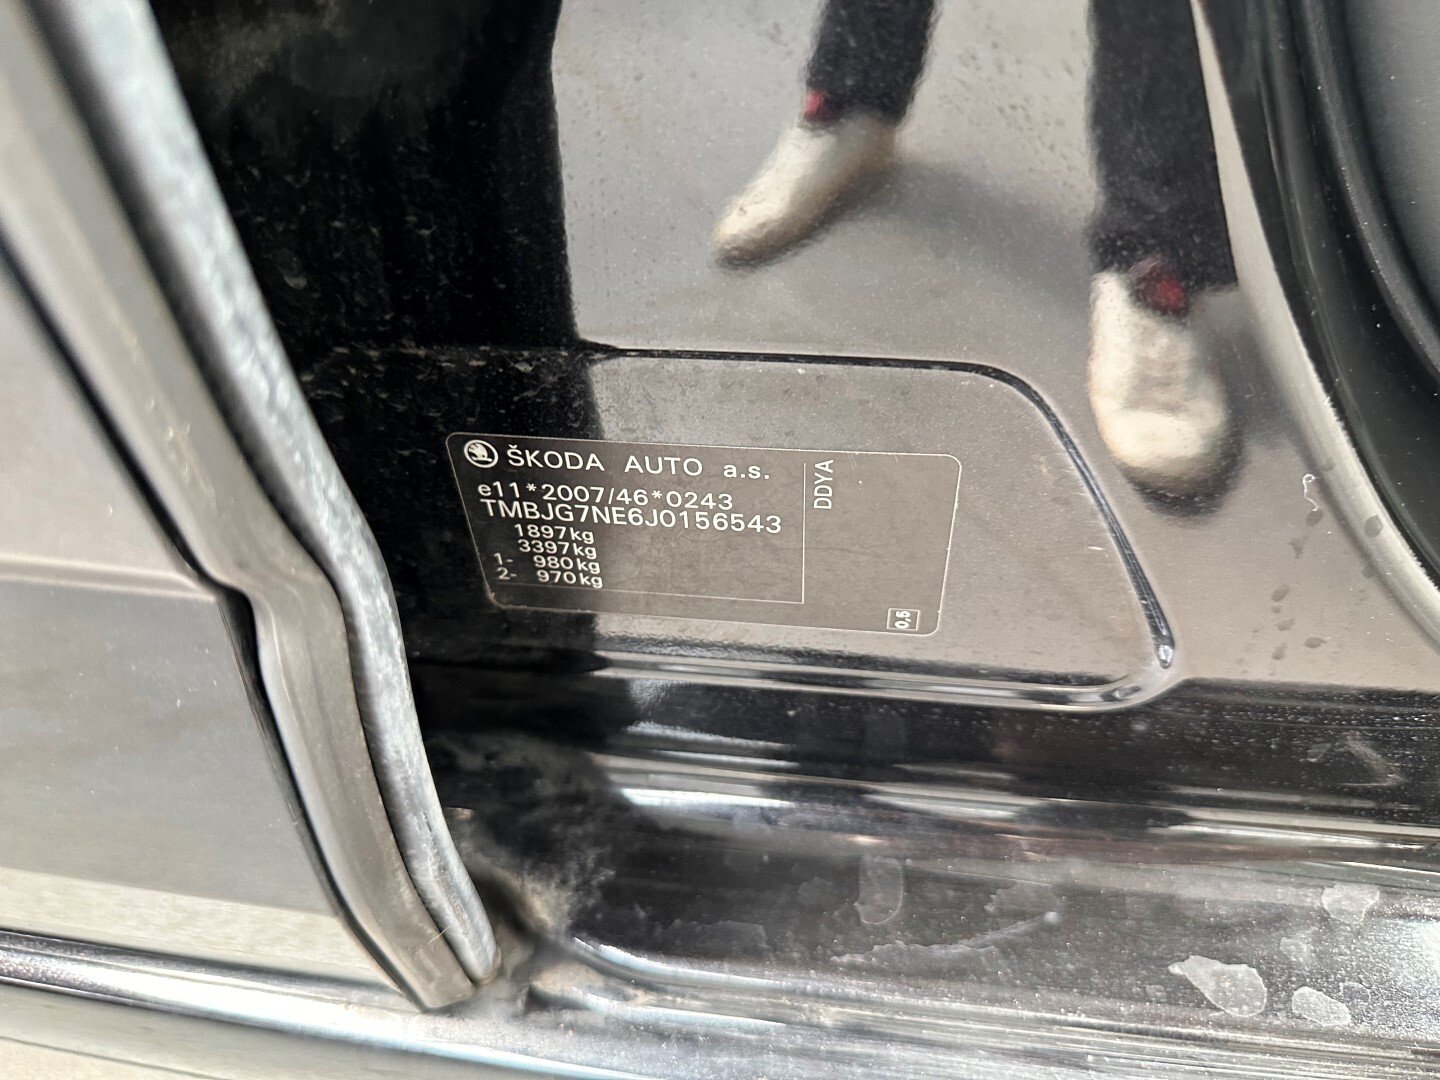 ŠKODA AUTO a.s.
e11*2007/46*0243
TMBJG7NE6J0156543
1897kg
3397kg
1- 980kg
2- 970kg
DDYA
0.5